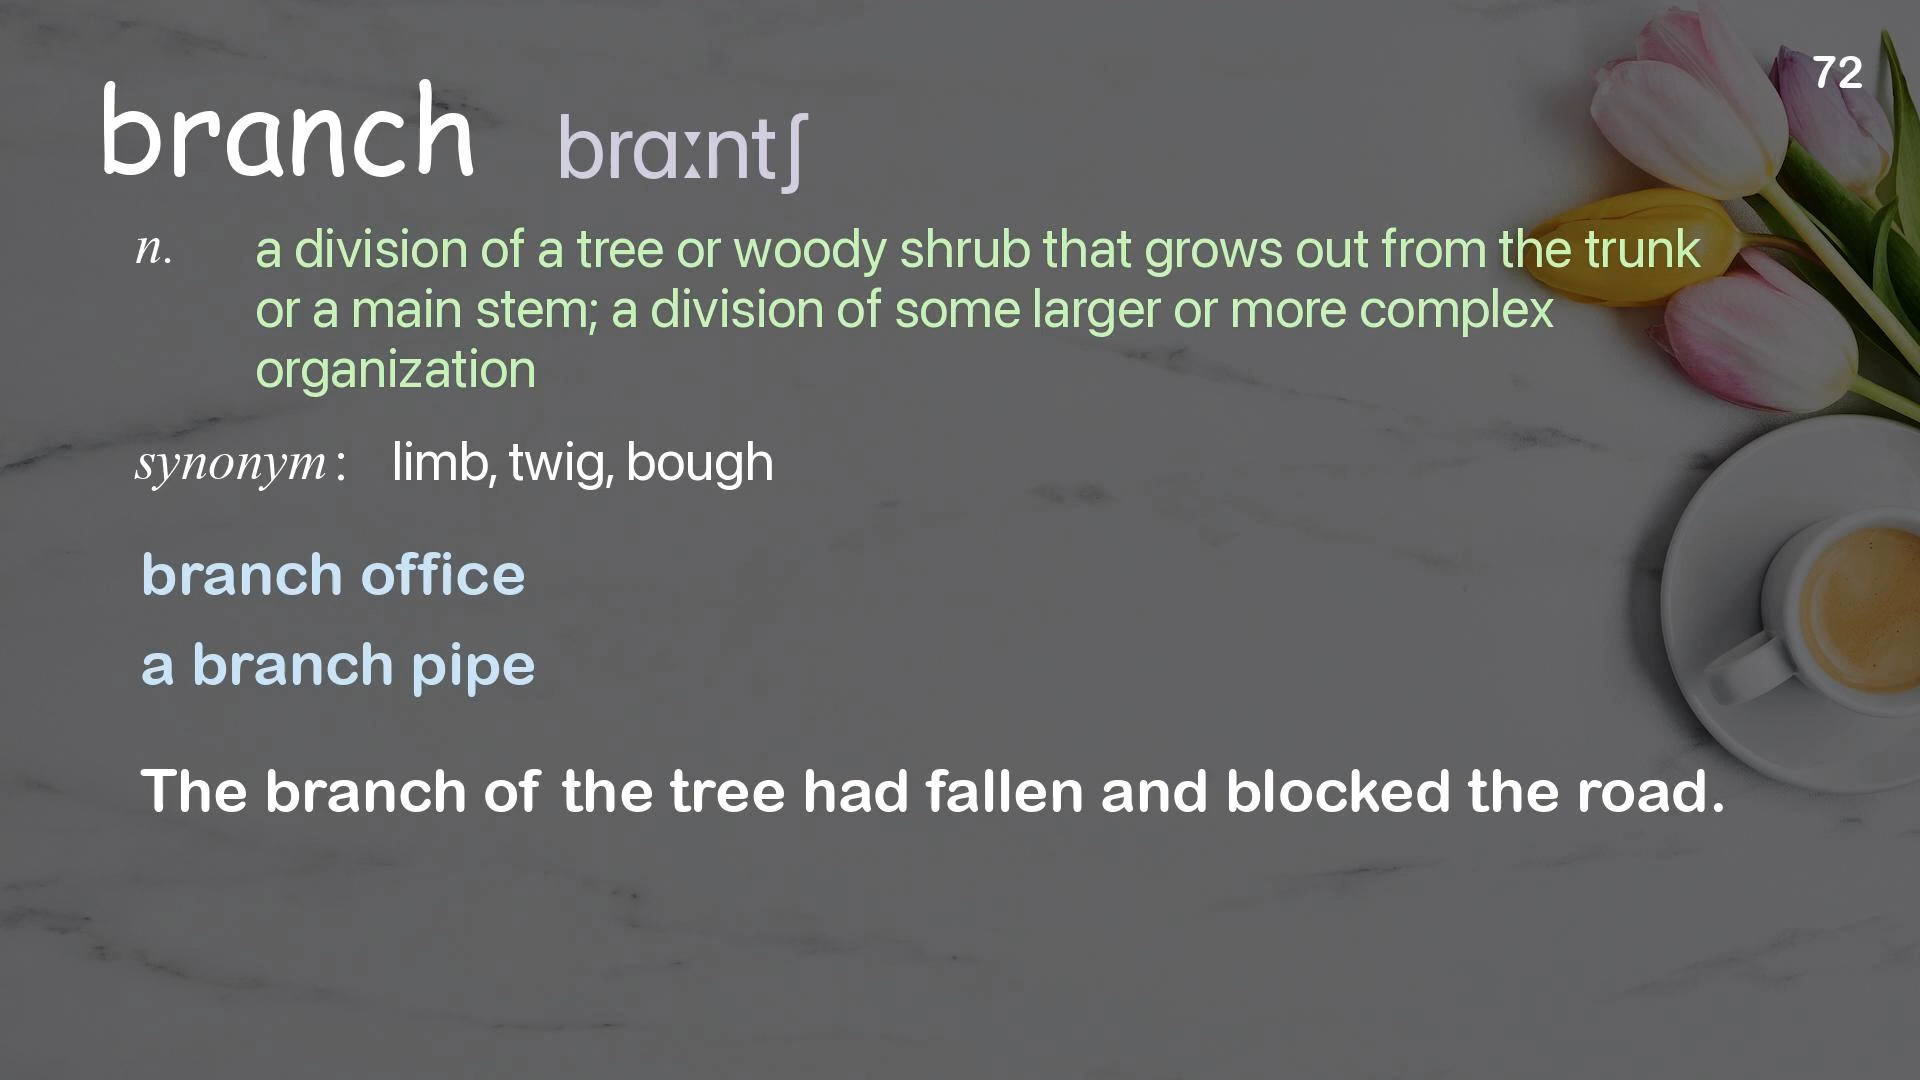 72
branch brɑːntʃ
n. a division of a tree or woody shrub that grows out from the trunk
or a main stem; a division of some larger or more complex
organization
synonym : limb, twig, bough
branch office
a branch pipe
The branch of the tree had fallen and blocked the road.